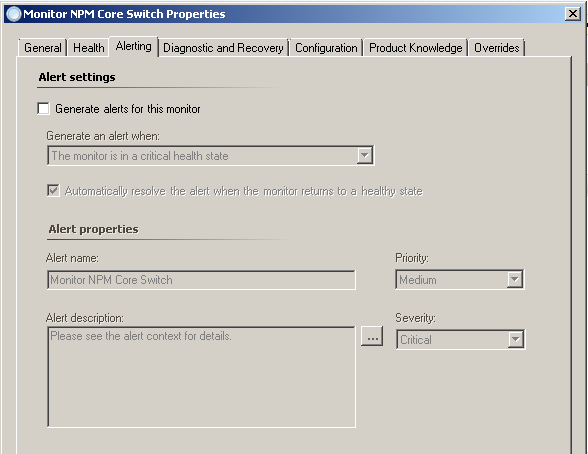 Monitor NPM Core Switch Properties
General Health Alerting Diagnostic and Recovery Configuration Product Knowledge Overrides
Alert settings
Generate alerts for this monitor
Generate an alert when:
The monitor is in a critical health state
Automatically resolve the alert when the monitor returns to a healthy state
Alert properties
Alert name: Priority:
Monitor NPM Core Switch Medium
Alert description: Severity:
Please see the alert context for details. ... Critical